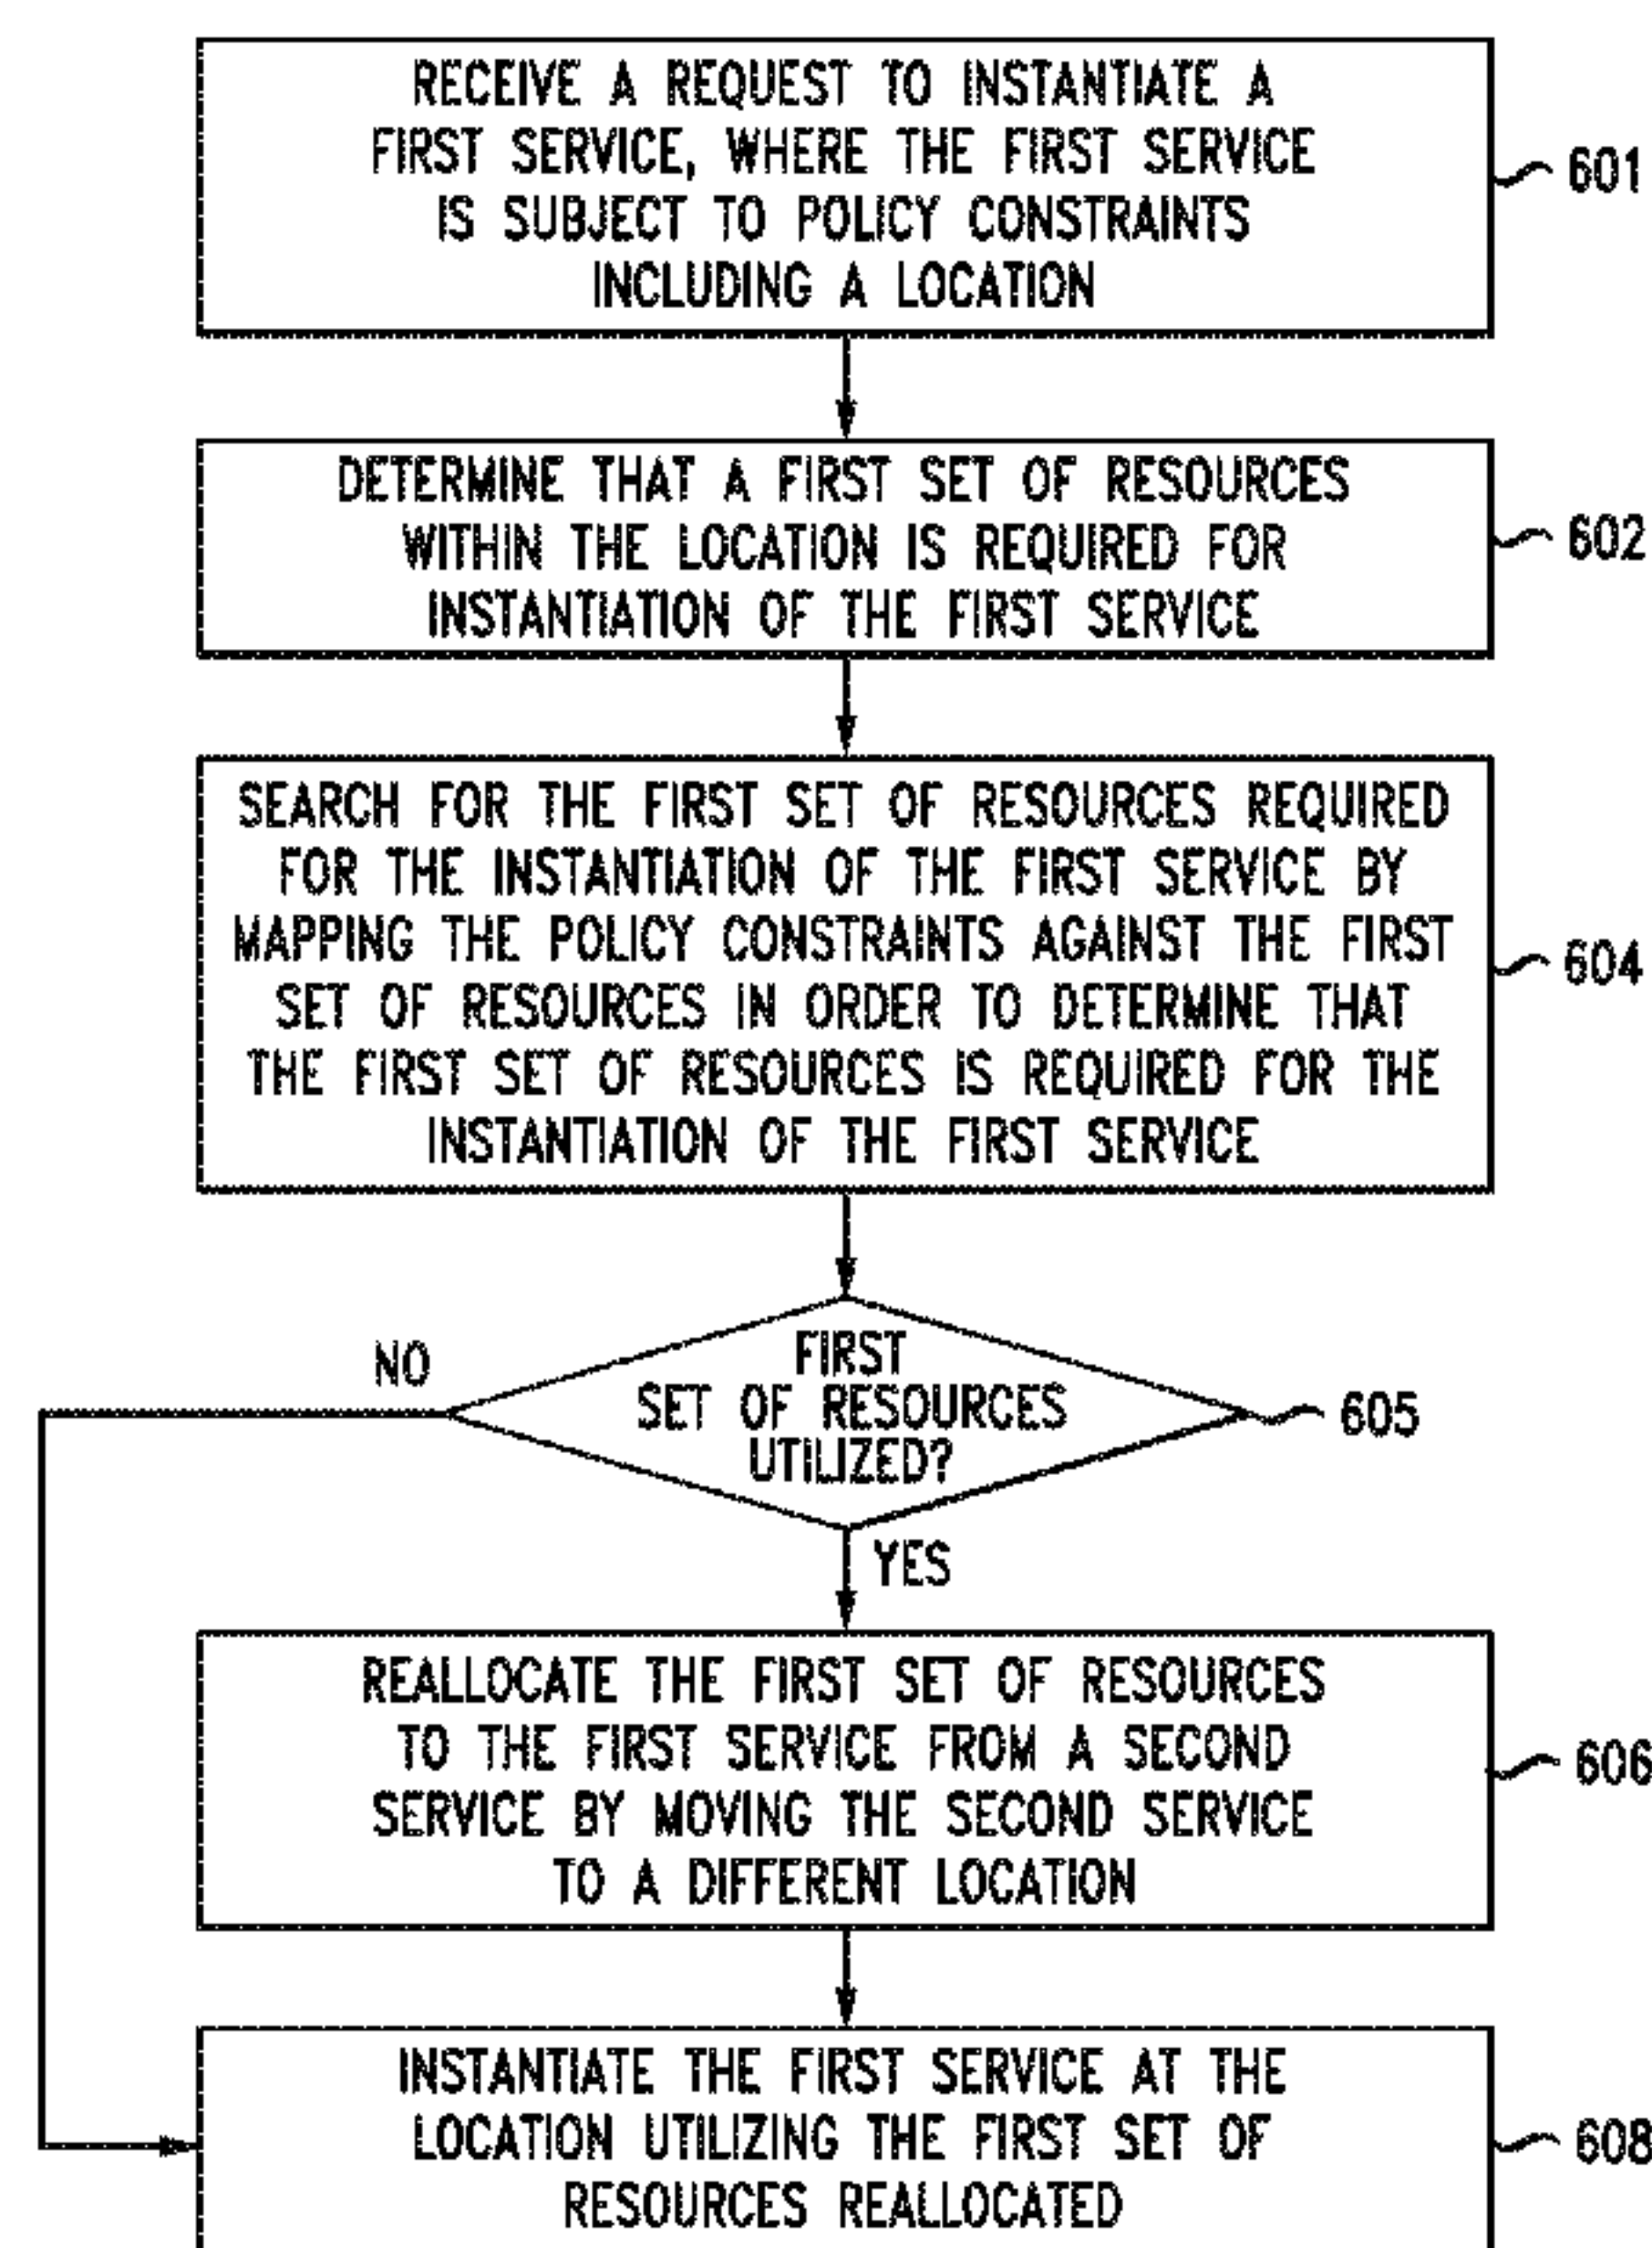 RECEIVE A REQUEST TO INSTANTIATE A
FIRST SERVICE, WHERE THE FIRST SERVICE
IS SUBJECT TO POLICY CONSTRAINTS
INCLUDING A LOCATION
601
DETERMINE THAT A FIRST SET OF RESOURCES
WITHIN THE LOCATION IS REQUIRED FOR
INSTANTIATION OF THE FIRST SERVICE
602
SEARCH FOR THE FIRST SET OF RESOURCES REQUIRED
FOR THE INSTANTIATION OF THE FIRST SERVICE BY
MAPPING THE POLICY CONSTRAINTS AGAINST THE FIRST
SET OF RESOURCES IN ORDER TO DETERMINE THAT
THE FIRST SET OF RESOURCES IS REQUIRED FOR THE
INSTANTIATION OF THE FIRST SERVICE
604
NO
FIRST
SET OF RESOURCES
UTILIZED?
605
YES
REALLOCATE THE FIRST SET OF RESOURCES
TO THE FIRST SERVICE FROM A SECOND
SERVICE BY MOVING THE SECOND SERVICE
TO A DIFFERENT LOCATION
606
INSTANTIATE THE FIRST SERVICE AT THE
LOCATION UTILIZING THE FIRST SET OF
RESOURCES REALLOCATED
608